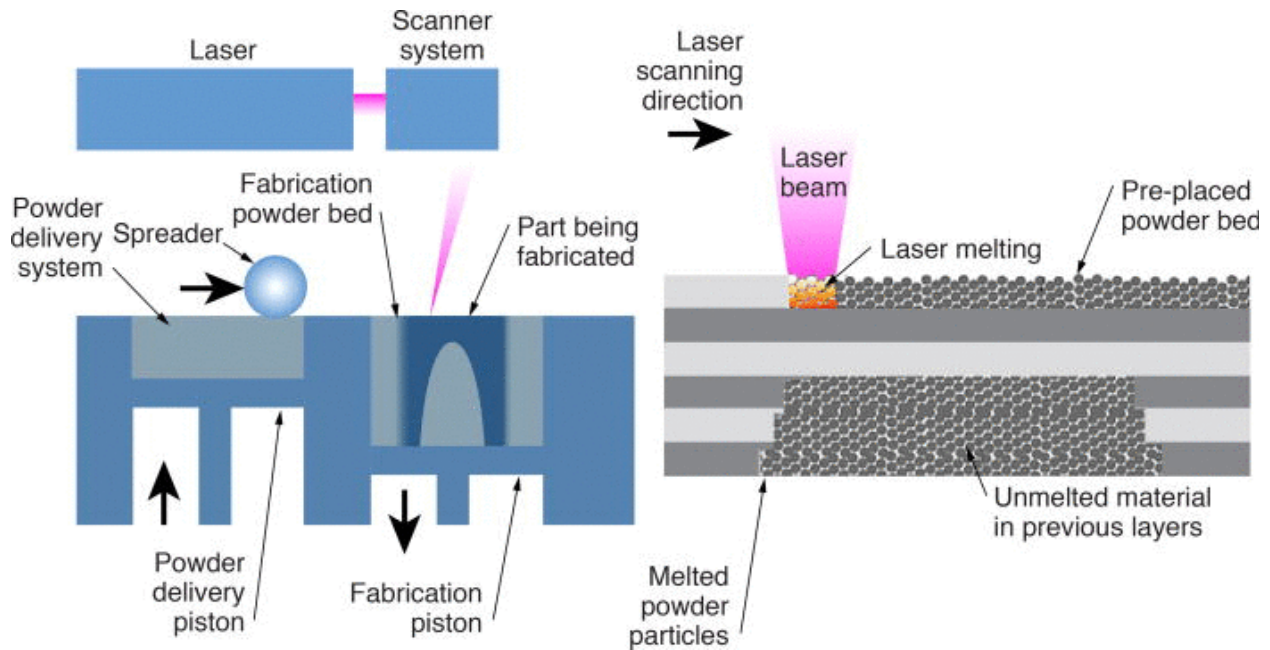 Laser
Scanner
system
Fabrication
powder bed
Powder
delivery
system
Spreader
Part being
fabricated
Powder
delivery
piston
Fabrication
piston
Laser
scanning
direction
Laser
beam
Pre-placed
powder bed
Laser melting
Unmelted material
in previous layers
Melted
powder
particles